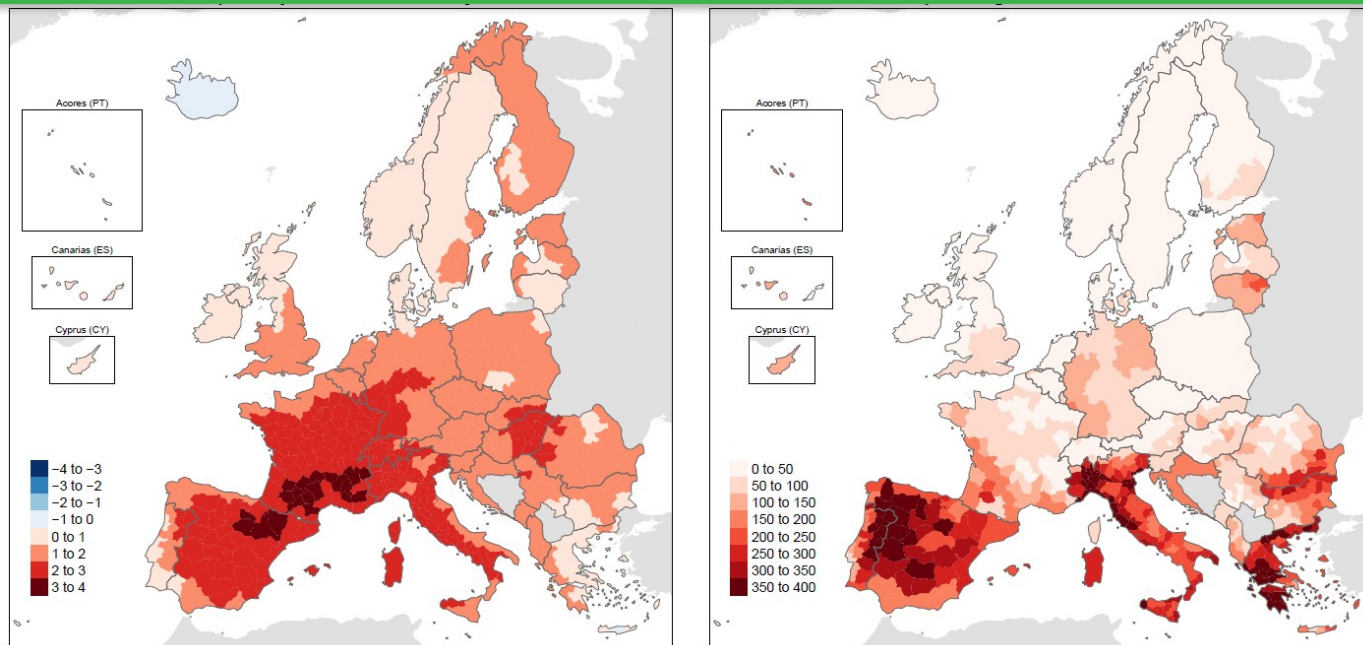 Acores (PT)
Canarias (ES)
Cyprus (CY)
−4 to −3
−3 to −2
−2 to −1
−1 to 0
0 to 1
1 to 2
2 to 3
3 to 4
Acores (PT)
Canarias (ES)
Cyprus (CY)
0 to 50
50 to 100
100 to 150
150 to 200
200 to 250
250 to 300
300 to 350
350 to 400